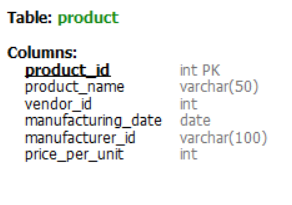 Table: product
Columns:
product_id int PK
product_name varchar(50)
vendor_id int
manufacturing_date date
manufacturer_id varchar(100)
price_per_unit int